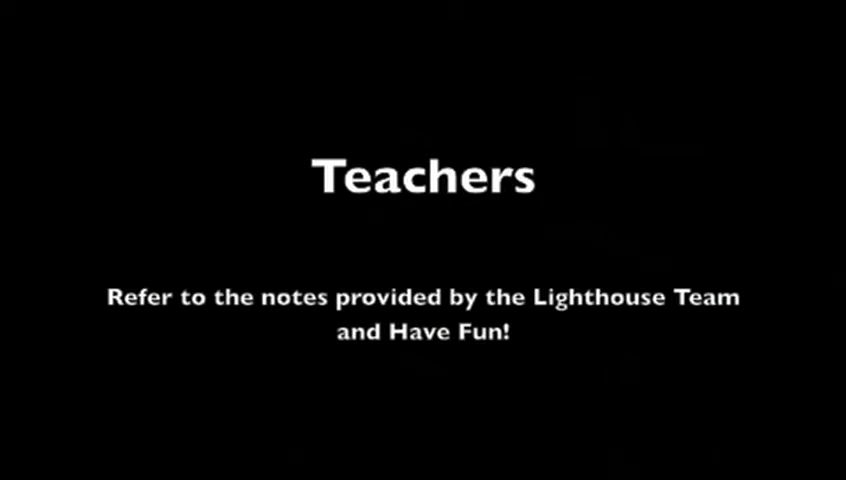 Teachers
Refer to the notes provided by the Lighthouse Team
and Have Fun!